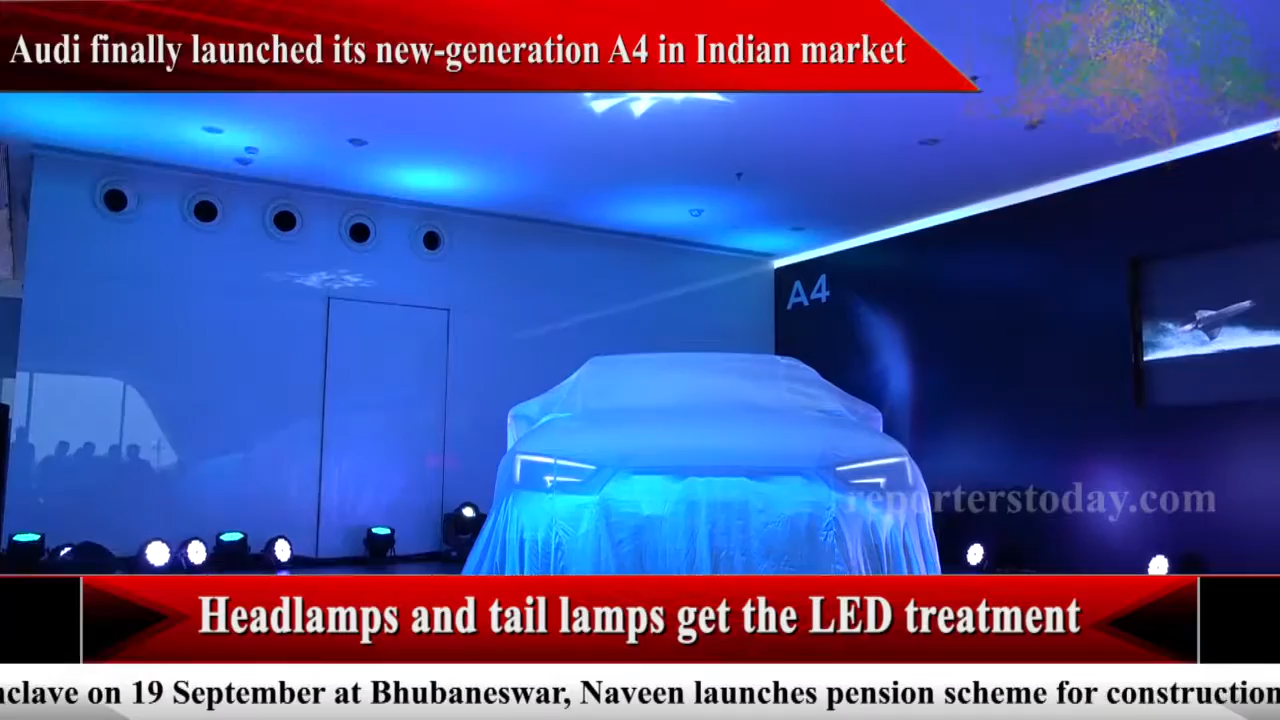 Audi finally launched its new-generation A4 in Indian market
A4
reporterstoday.com
Headlamps and tail lamps get the LED treatment
on 19 September at Bhubaneswar, Naveen launches pension scheme for construction